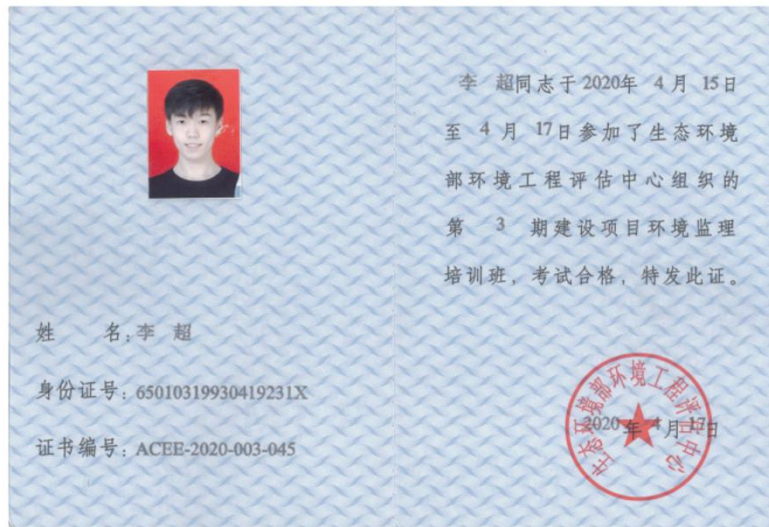 李 超同志于 2020年 4 月 15日
至 4 月 17日参加了生态环境
部环境工程评估中心组织的
第 3 期建设项目环境监理
培训班，考试合格，特发此证。
姓 名：李 超
身份证号：65010319930419231X
证书编号：ACEE-2020-003-045
生态环境部环境工程评估中心
2020 年 4 月 17日